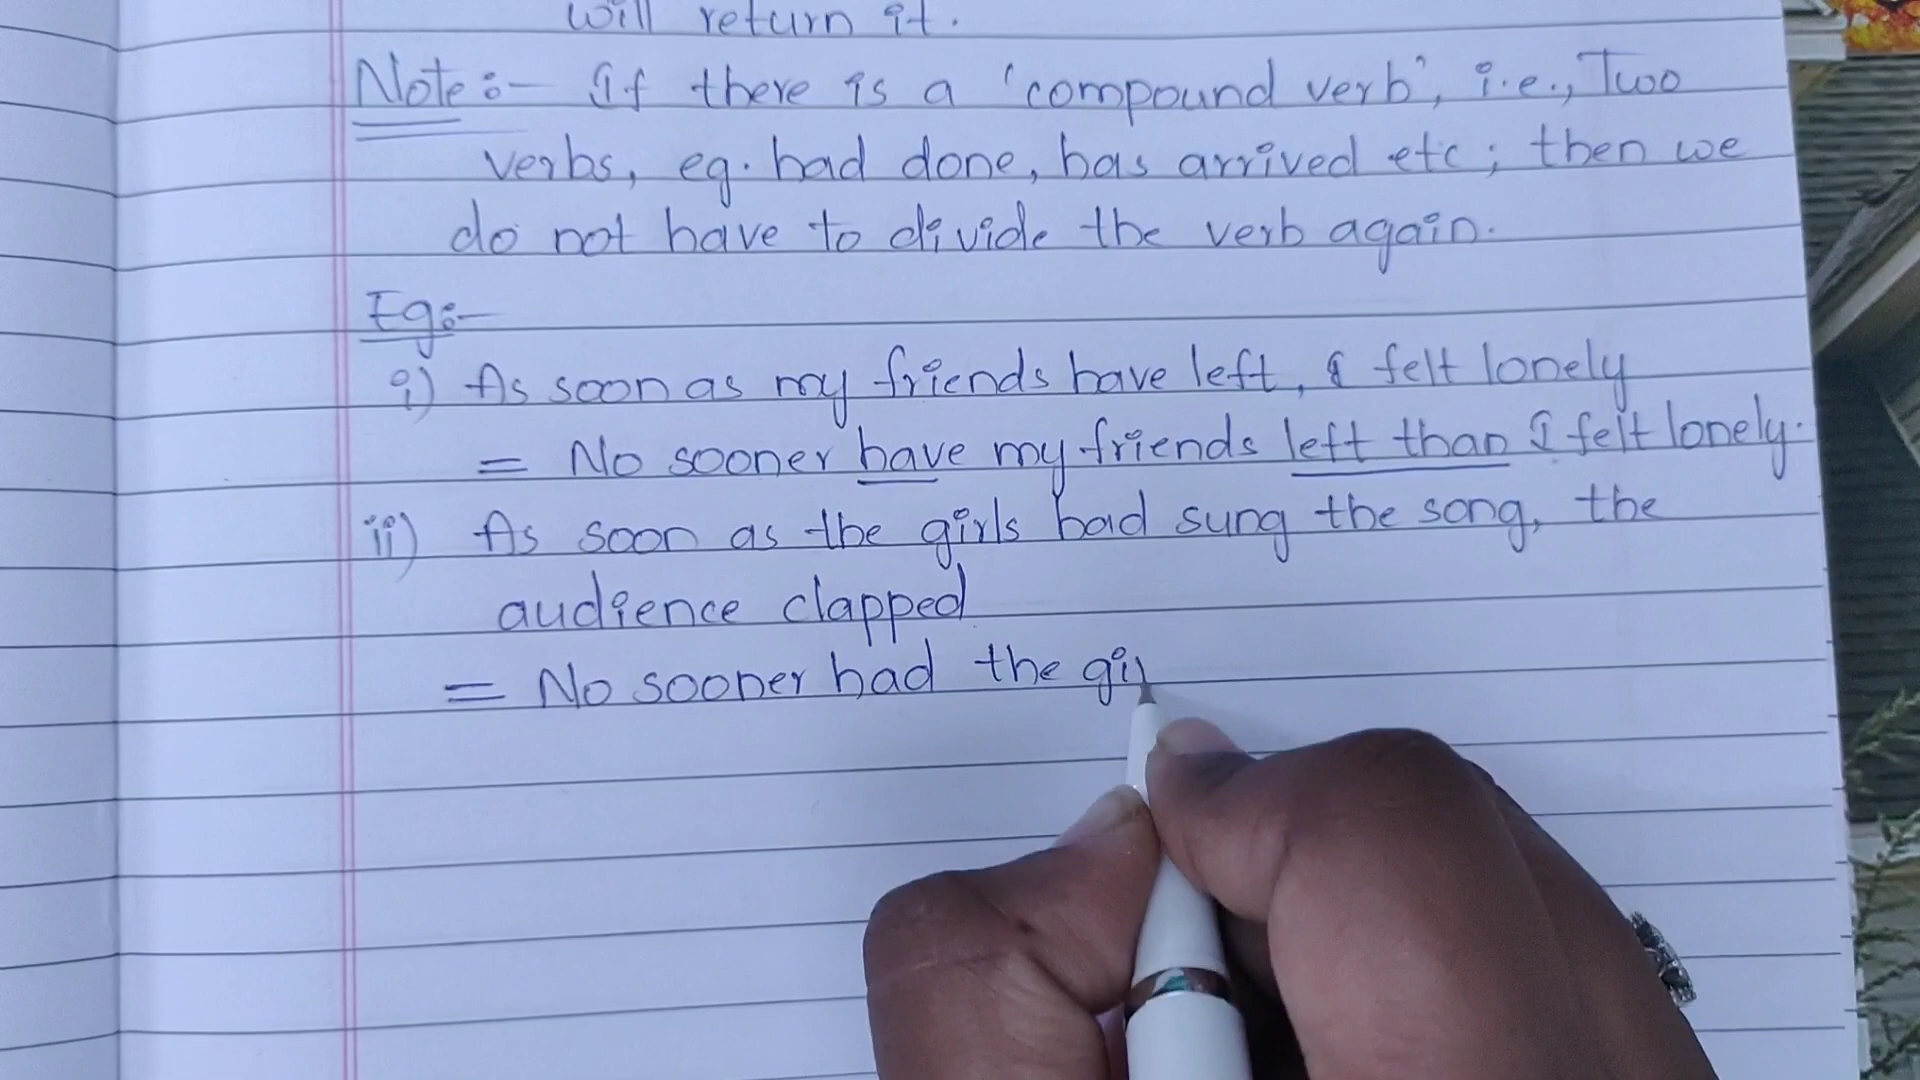 will return it.
Note:- If there is a 'compound verb', i.e., Two
verbs, eg. had done, has arrived etc; then we
do not have to divide the verb again.
Eg:-
i) As soon as my friends have left, I felt lonely
= No sooner have my friends left than I felt lonely.
ii) As soon as the girls had sung the song, the
audience clapped
= No sooner had the gir